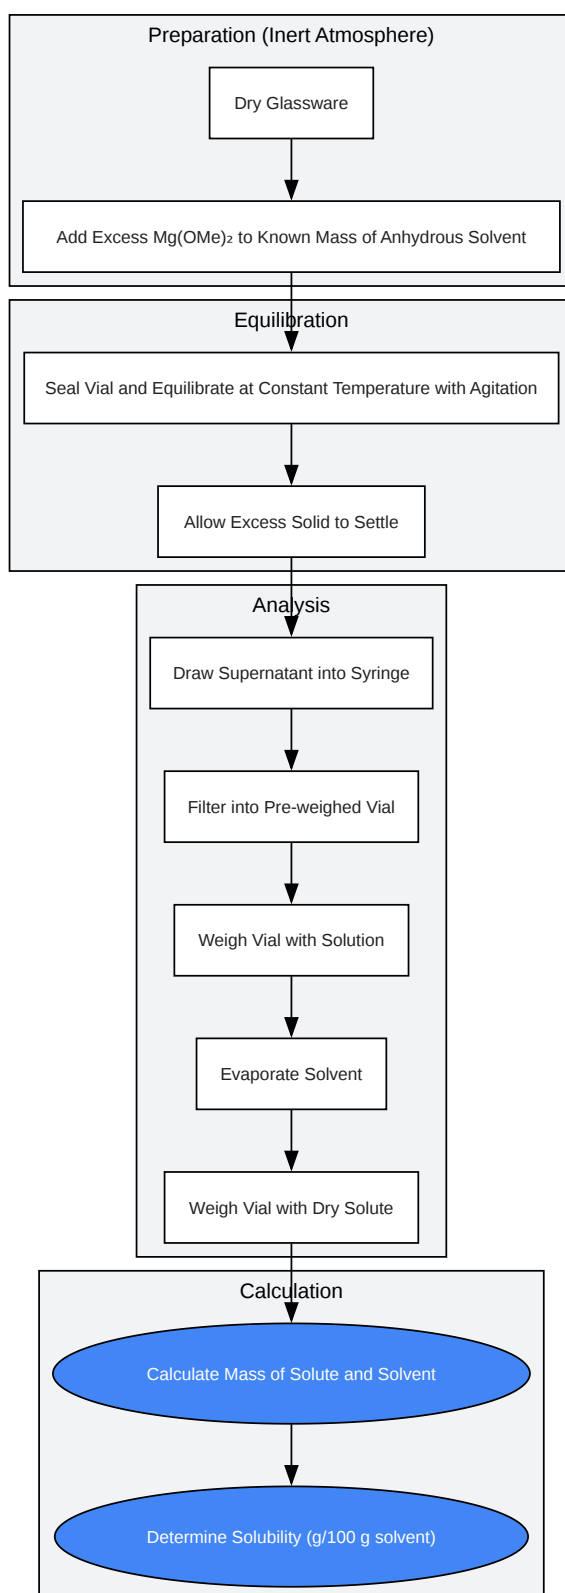 Preparation (Inert Atmosphere)
Dry Glassware
Add Excess Mg(OMe)₂ to Known Mass of Anhydrous Solvent
Equilibration
Seal Vial and Equilibrate at Constant Temperature with Agitation
Allow Excess Solid to Settle
Analysis
Draw Supernatant into Syringe
Filter into Pre-weighed Vial
Weigh Vial with Solution
Evaporate Solvent
Weigh Vial with Dry Solute
Calculation
Calculate Mass of Solute and Solvent
Determine Solubility (g/100 g solvent)